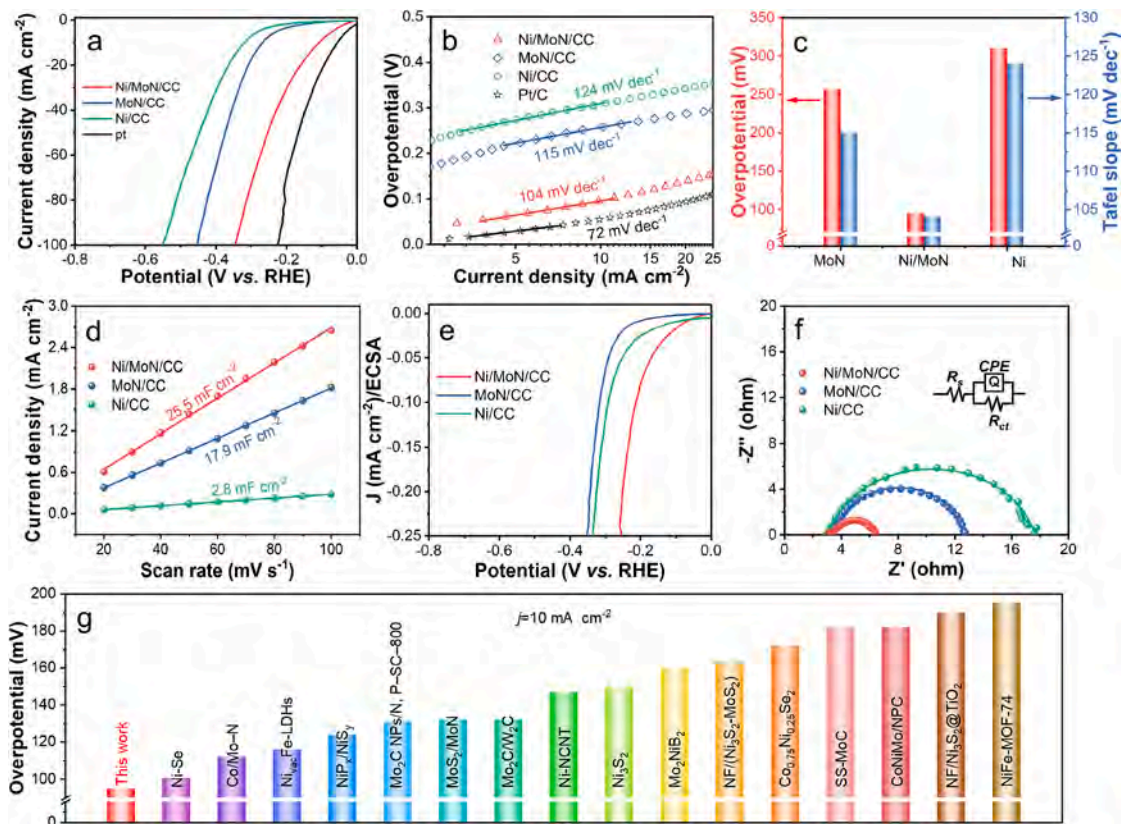 a
Current density (mA cm⁻²)
0
-20
-40
-60
-80
-100
Ni/MoN/CC
MoN/CC
Ni/CC
pt
-0.8
-0.6
-0.4
-0.2
0.0
Potential (V vs. RHE)
b
Overpotential (V)
0.5
0.4
0.3
0.2
0.1
0.0
Ni/MoN/CC
MoN/CC
Ni/CC
Pt/C
124 mV dec⁻¹
115 mV dec⁻¹
104 mV dec⁻¹
72 mV dec⁻¹
5
10
15
20
25
Current density (mA cm⁻²)
c
Overpotential (mV)
350
300
250
200
150
100
0
130
125
120
115
110
105
0
Tafel slope (mV dec⁻¹)
MoN
Ni/MoN
Ni
d
Current density (mA cm⁻²)
3.0
2.4
1.8
1.2
0.6
0.0
Ni/MoN/CC
MoN/CC
Ni/CC
25.5 mF cm⁻²
17.9 mF cm⁻²
2.8 mF cm⁻²
20
40
60
80
100
Scan rate (mV s⁻¹)
e
J (mA cm⁻²)/ECSA
0.00
-0.05
-0.10
-0.15
-0.20
-0.25
Ni/MoN/CC
MoN/CC
Ni/CC
-0.8
-0.6
-0.4
-0.2
0.0
Potential (V vs. RHE)
f
-Z'' (ohm)
-20
-16
-12
-8
-4
0
Ni/MoN/CC
MoN/CC
Ni/CC
CPE
Rs
Q
Rct
0
4
8
12
16
20
Z' (ohm)
g
Overpotential (mV)
200
180
160
140
120
100
0
j=10 mA cm⁻²
This work
Ni-Se
Co/Mo–N
NivacFe-LDHs
NiPx/NiSy
Mo₂C NPs/N, P–SC–800
MoS₂/MoN
Mo₂C/W₂C
Ni-NCNT
Ni₃S₂
Mo₂NiB₂
NF/(Ni₃S₂-MoS₂)
Co0.75Ni0.25Se₂
SS-MoC
CoNiMo/NPC
NF/Ni₃S₂@TiO₂
NiFe-MOF-74